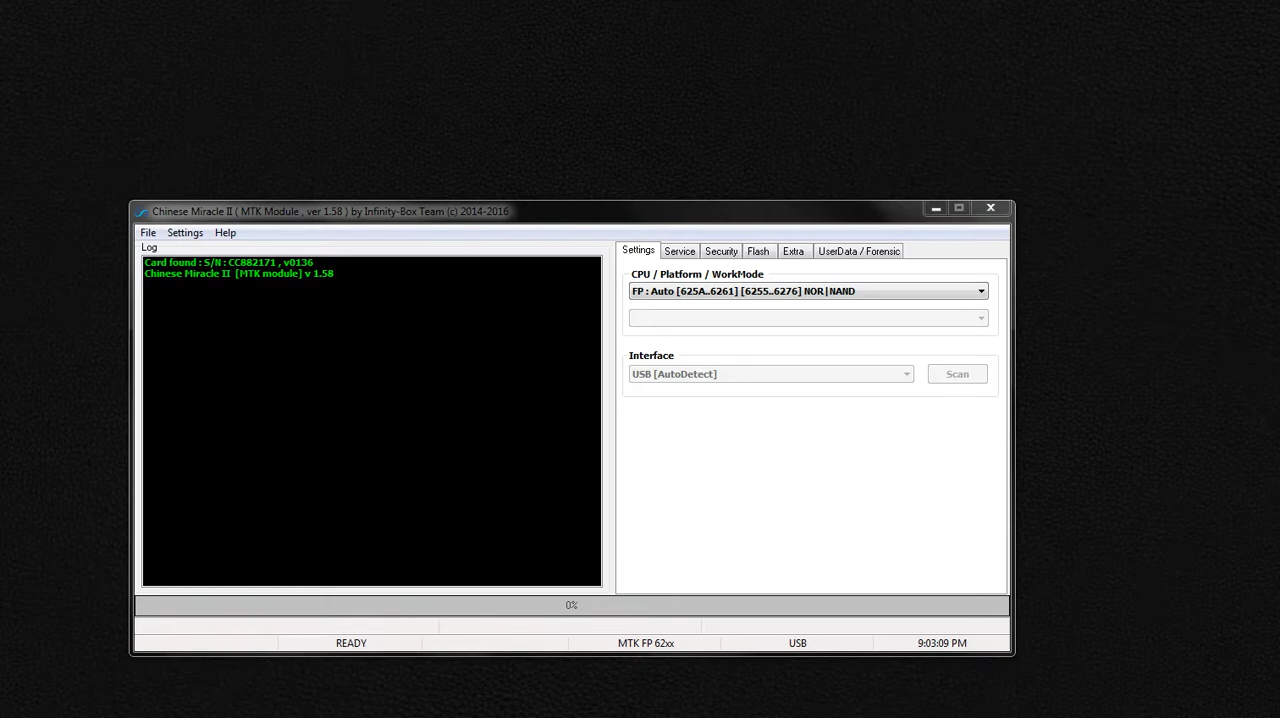 Chinese Miracle II ( MTK Module , ver 1.58 ) by Infinity-Box Team (c) 2014-2016
File Settings Help
Log
Card found : S/N : CC882171 , v0136
Chinese Miracle II [MTK module] v 1.58
Settings Service Security Flash Extra UserData / Forensic
CPU / Platform / WorkMode
FP : Auto [625A..6261] [6255..6276] NOR|NAND
Interface
USB [AutoDetect] Scan
0%
READY MTK FP 62xx USB 9:03:09 PM